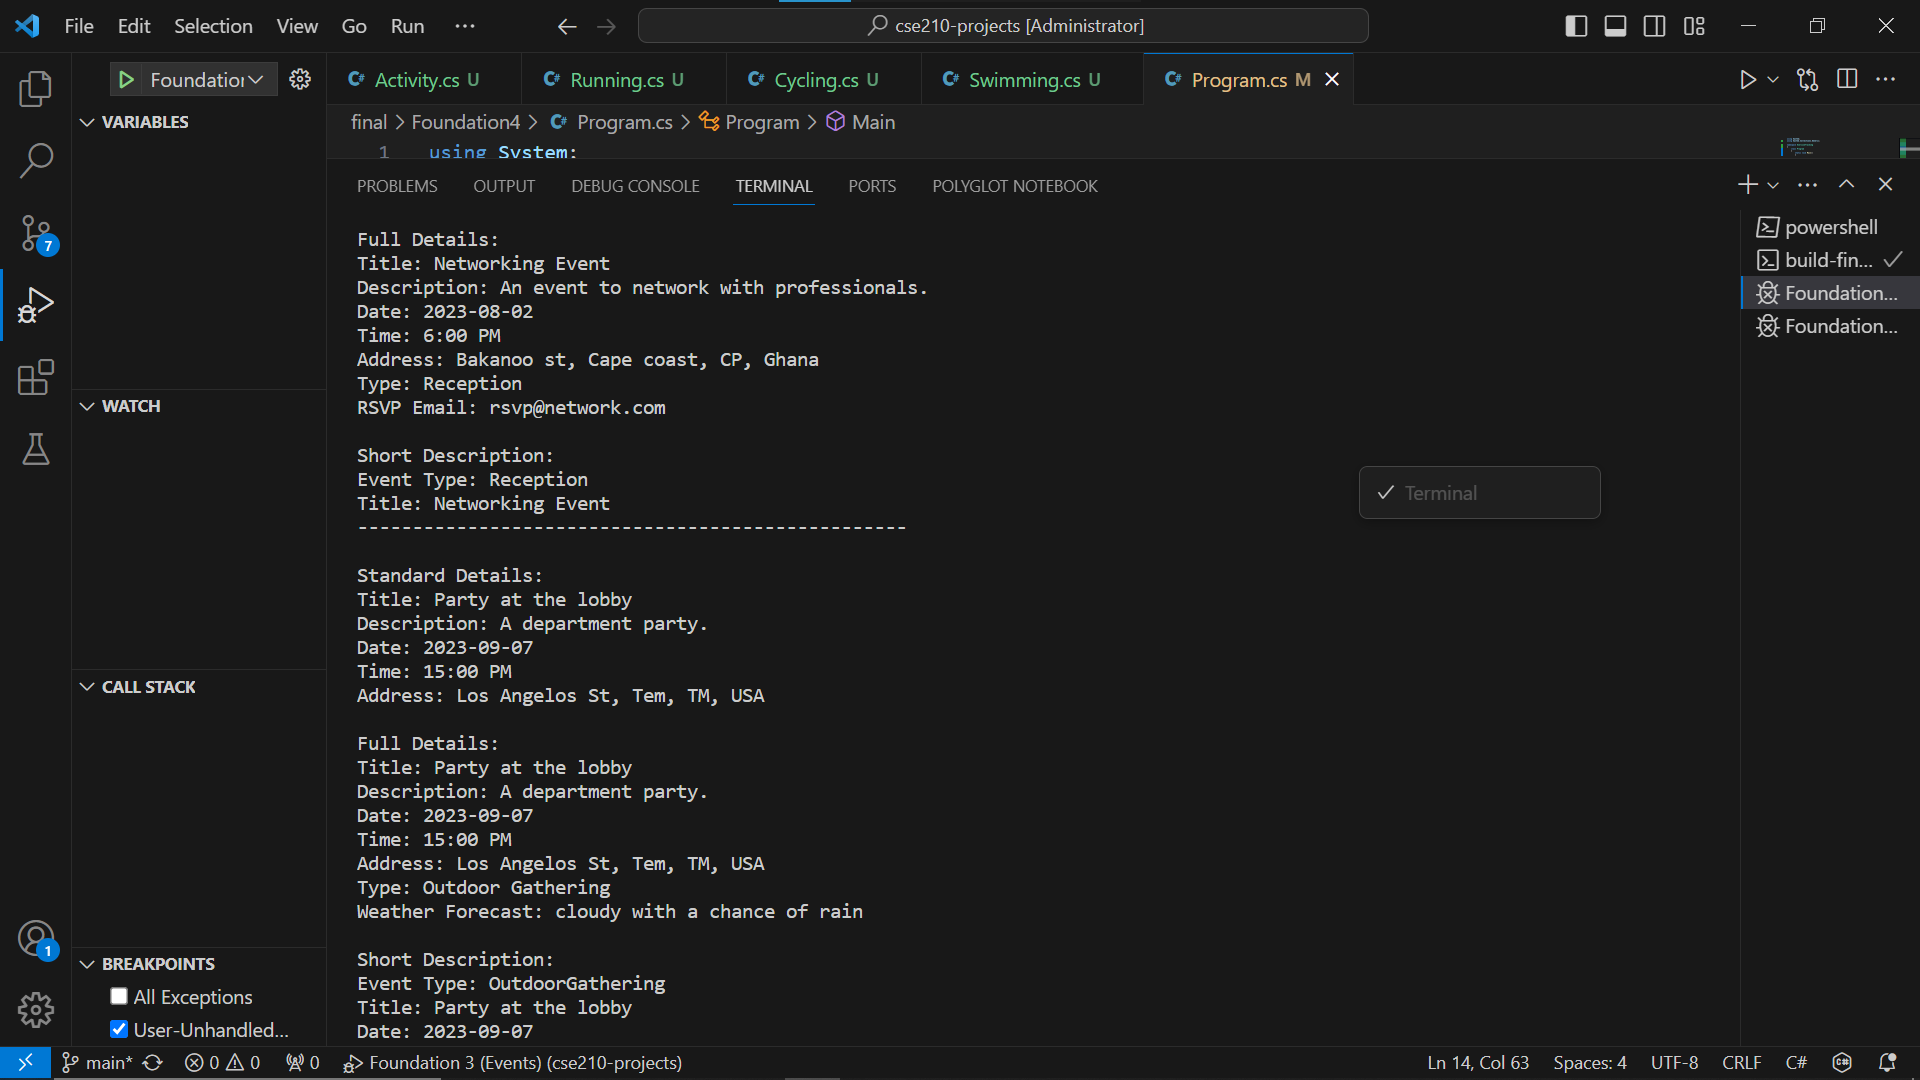 File Edit Selection View Go Run ···
cse210-projects [Administrator]
Foundation
Activity.cs U
Running.cs U
Cycling.cs U
Swimming.cs U
Program.cs M
VARIABLES
final > Foundation4 > Program.cs > Program > Main
1 using System;
PROBLEMS OUTPUT DEBUG CONSOLE TERMINAL PORTS POLYGLOT NOTEBOOK
Full Details:
Title: Networking Event
Description: An event to network with professionals.
Date: 2023-08-02
Time: 6:00 PM
Address: Bakanoo st, Cape coast, CP, Ghana
Type: Reception
RSVP Email: rsvp@network.com
Short Description:
Event Type: Reception
Title: Networking Event
--------------------------------------------------
Standard Details:
Title: Party at the lobby
Description: A department party.
Date: 2023-09-07
Time: 15:00 PM
Address: Los Angelos St, Tem, TM, USA
Full Details:
Title: Party at the lobby
Description: A department party.
Date: 2023-09-07
Time: 15:00 PM
Address: Los Angelos St, Tem, TM, USA
Type: Outdoor Gathering
Weather Forecast: cloudy with a chance of rain
Short Description:
Event Type: OutdoorGathering
Title: Party at the lobby
Date: 2023-09-07
powershell
build-fin...
Foundation...
Foundation...
Terminal
7
WATCH
CALL STACK
1
BREAKPOINTS
All Exceptions
User-Unhandled...
main* 0 0 0 Foundation 3 (Events) (cse210-projects)
Ln 14, Col 63 Spaces: 4 UTF-8 CRLF C#